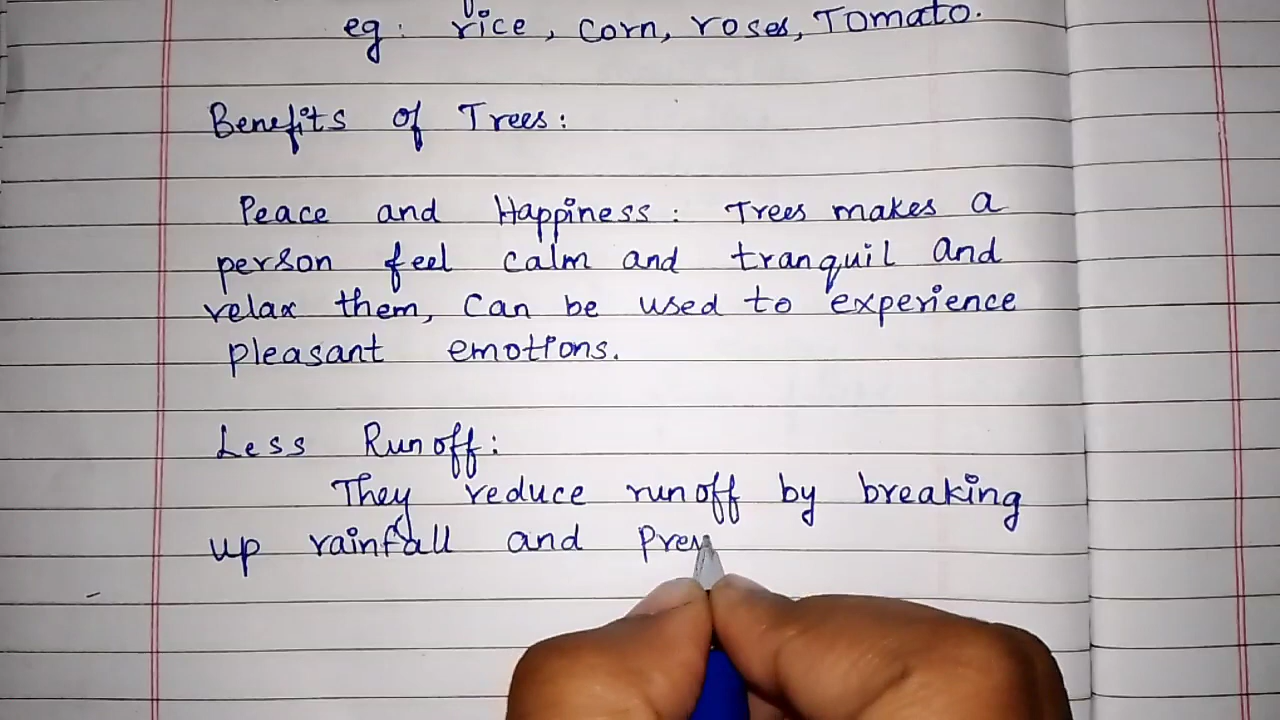 eg: rice, corn, roses, Tomato.
Benefits of Trees:
Peace and Happiness: Trees makes a
person feel calm and tranquil and
relax them, Can be used to experience
pleasant emotions.
Less Runoff:
They reduce runoff by breaking
up rainfall and Prev